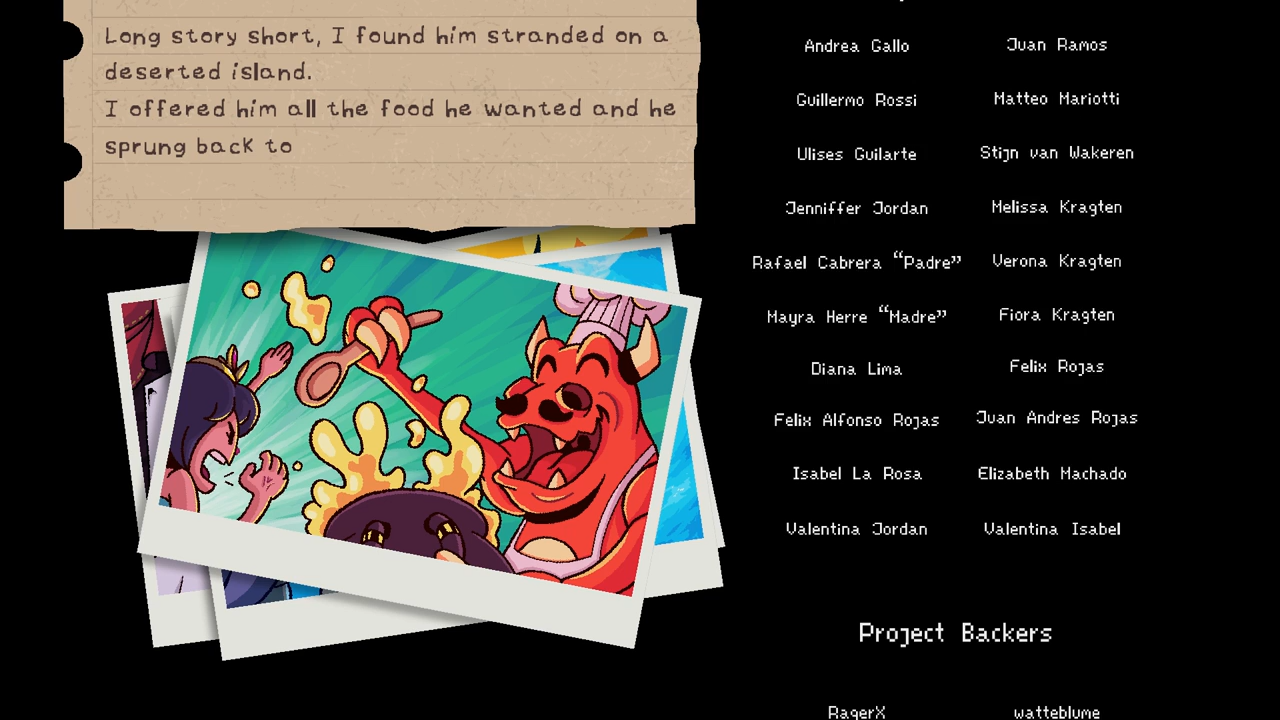 Long story short, I found him stranded on a
deserted island.
I offered him all the food he wanted and he
sprung back to
Andrea Gallo
Juan Ramos
Guillermo Rossi
Matteo Mariotti
Ulises Guilarte
Stijn van Wakeren
Jenniffer Jordan
Melissa Kragten
Rafael Cabrera “Padre”
Verona Kragten
Mayra Herre “Madre”
Fiora Kragten
Diana Lima
Felix Rojas
Felix Alfonso Rojas
Juan Andres Rojas
Isabel La Rosa
Elizabeth Machado
Valentina Jordan
Valentina Isabel
Project Backers
RagerX
watteblume